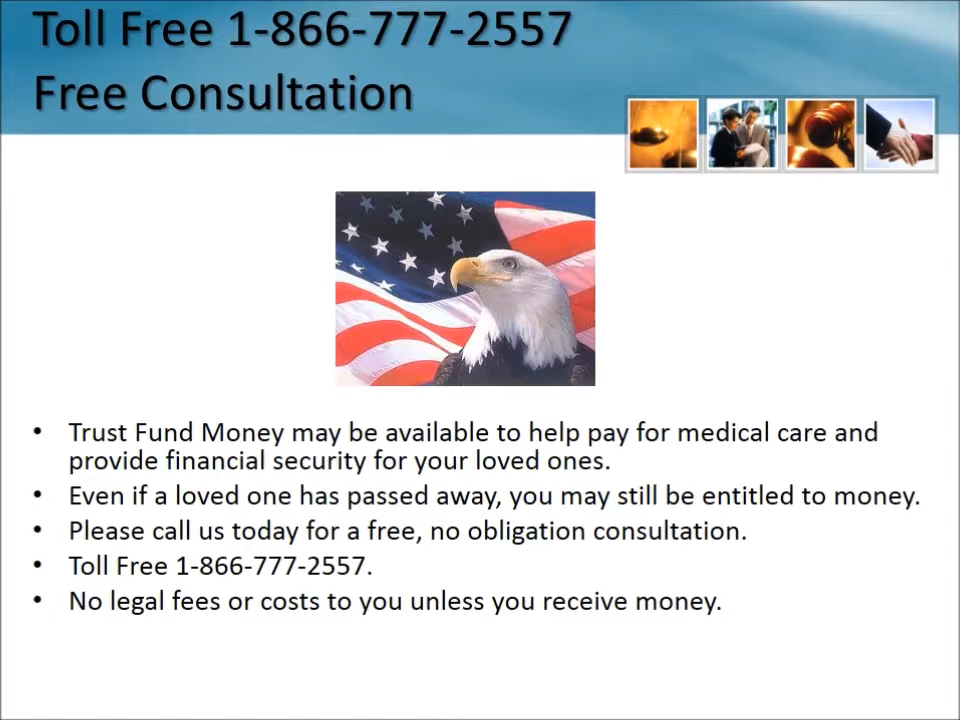 Toll Free 1-866-777-2557
Free Consultation
• Trust Fund Money may be available to help pay for medical care and
provide financial security for your loved ones.
• Even if a loved one has passed away, you may still be entitled to money.
• Please call us today for a free, no obligation consultation.
• Toll Free 1-866-777-2557.
• No legal fees or costs to you unless you receive money.